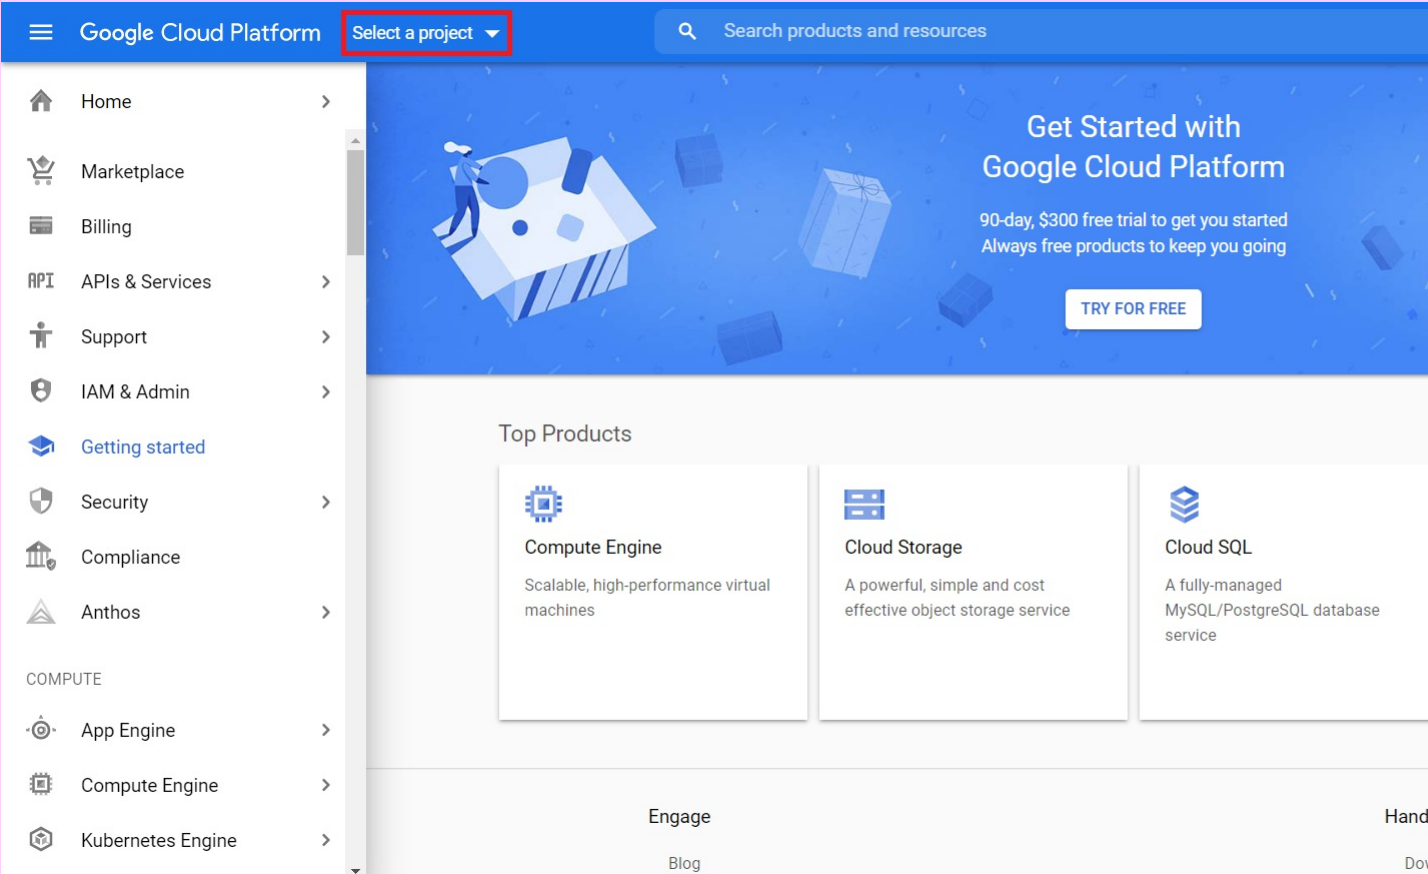 Google Cloud Platform
Select a project
Search products and resources
Home
Marketplace
Billing
API
APIs & Services
Support
IAM & Admin
Getting started
Security
Compliance
Anthos
COMPUTE
App Engine
Compute Engine
Kubernetes Engine
Get Started with
Google Cloud Platform
90-day, $300 free trial to get you started
Always free products to keep you going
TRY FOR FREE
Top Products
Compute Engine
Scalable, high-performance virtual
machines
Cloud Storage
A powerful, simple and cost
effective object storage service
Cloud SQL
A fully-managed
MySQL/PostgreSQL database
service
Engage
Blog
Hand
Dov